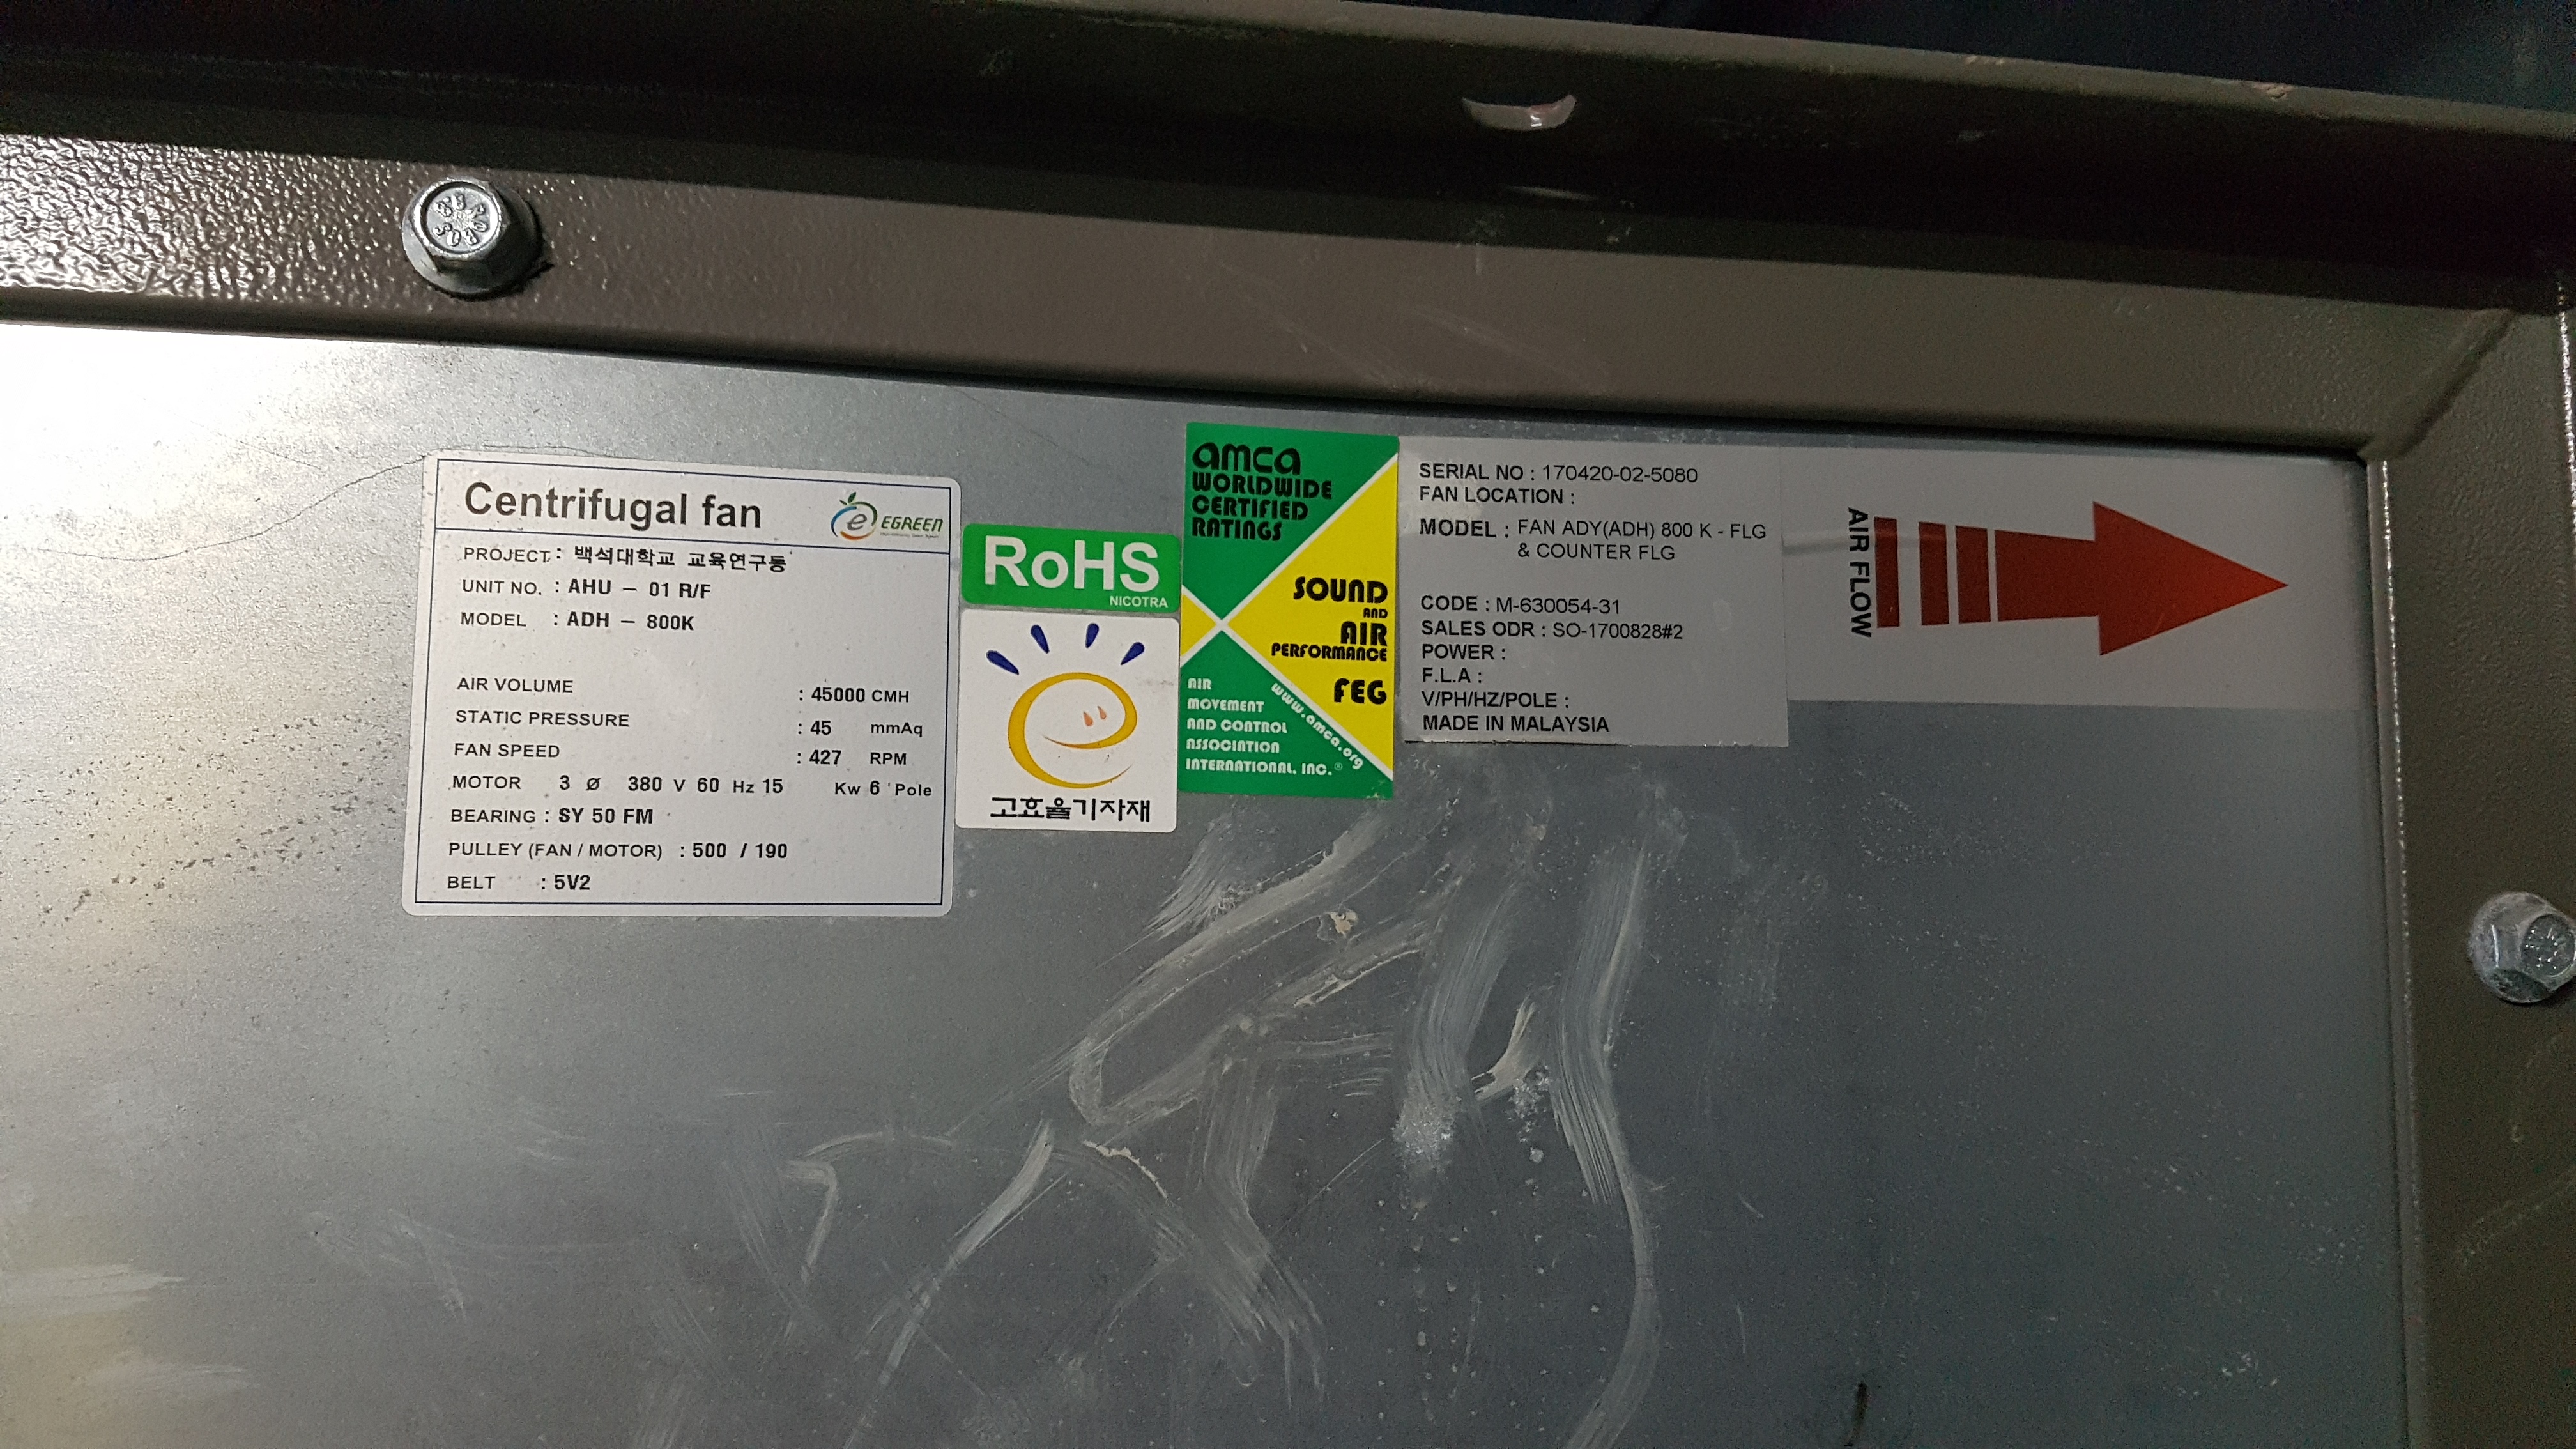 Centrifugal fan
EGREEN
PROJECT : 백석대학교 교육연구동
UNIT NO. : AHU - 01 R/F
MODEL : ADH - 800K
AIR VOLUME : 45000 CMH
STATIC PRESSURE : 45 mmAq
FAN SPEED : 427 RPM
MOTOR 3 Ø 380 V 60 Hz 15 Kw 6 Pole
BEARING : SY 50 FM
PULLEY (FAN / MOTOR) : 500 / 190
BELT : 5V2
RoHS
NICOTRA
고효율기자재
amca
WORLDWIDE
CERTIFIED
RATINGS
SOUND
AND
AIR
PERFORMANCE
FEG
AIR
MOVEMENT
AND CONTROL
ASSOCIATION
INTERNATIONAL, INC.®
www.amca.org
SERIAL NO : 170420-02-5080
FAN LOCATION :
MODEL : FAN ADY(ADH) 800 K - FLG
& COUNTER FLG
CODE : M-630054-31
SALES ODR : SO-1700828#2
POWER :
F.L.A :
V/PH/HZ/POLE :
MADE IN MALAYSIA
AIR FLOW